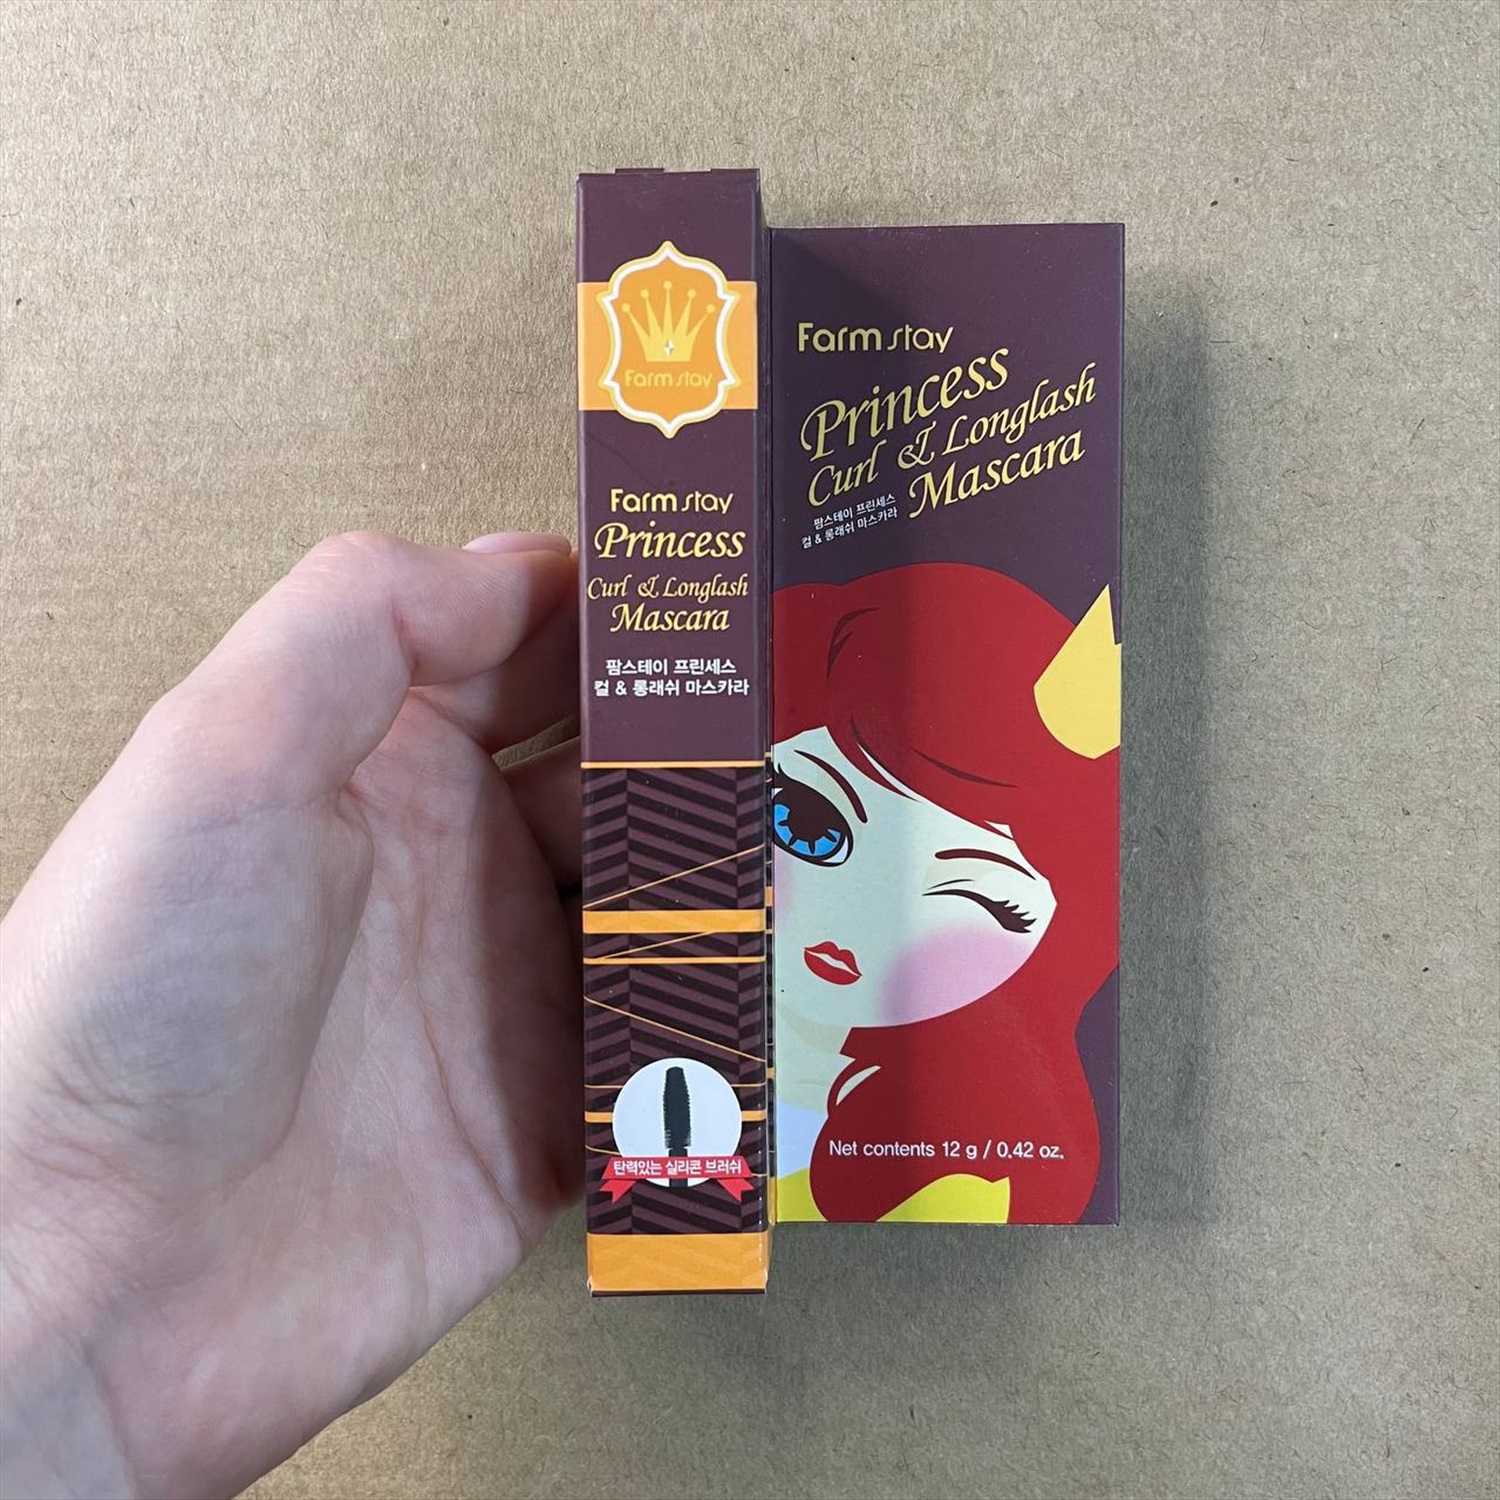 Farm stay
Farm stay
Princess
Curl & Longlash
Mascara
팜스테이 프린세스
컬 & 롱래쉬 마스카라
탄력있는 실리콘 브러쉬
Farm stay
Princess
Curl & Longlash
Mascara
팜스테이 프린세스
컬 & 롱래쉬 마스카라
Net contents 12 g / 0.42 oz.